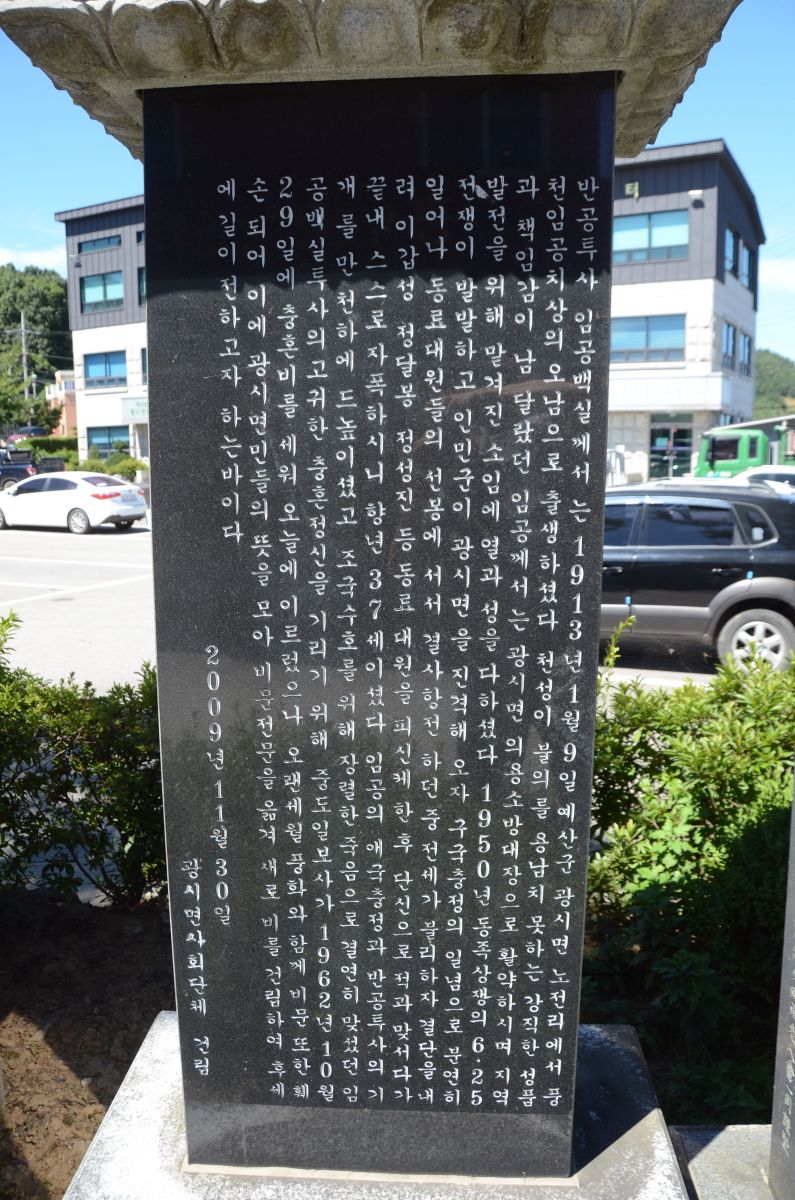 반공투사 임공백실께서 는 1913년1월 9일 예산군 광시면 노전리에서 풍
천임공치상의 오남으로 출생하셨다 천성이 불의를 용납치 못하는 강직한 성품
과 책임감이 남달랐던 임공께서는 광시면 의용소방대장으로 활약하시며 지역
발전을 위해 맡겨진 소임에 열과 성을 다하셨다 1950년 동족상쟁의 6·25
전쟁이 발발하고 인민군이 광시면을 진격해 오자 구국충정의 일념으로 분연히
일어나 동료대원들의 선봉에 서서 결사항전 하던중 전세가 불리하자 결단을내
려 이갑성 정달봉 정성진 등 동료 대원을 피신케 한후 단신으로 적과 맞서다가
끝내 스스로 자폭하시니 향년 37세이셨다 임공의 애국충정과 반공투사의 기
개를 만천하에 드높이셨고 조국수호를 위해 장렬한 죽음으로 결연히 맞섰던 임
공백실투사의 고귀한 충혼정신을 기리기 위해 중도일보사가 1962년 10월
29일에 충혼비를 세워 오늘에 이르렀으나 오랜세월 풍화와 함께 비문 또한 훼
손 되어 이에 광시면민들의 뜻을 모아 비문전문을 옮겨 새로 비를 건립하여 후세
에 길이 전하고자 하는바이다
2009년 11월 30일
광시면사회단체 건립
터